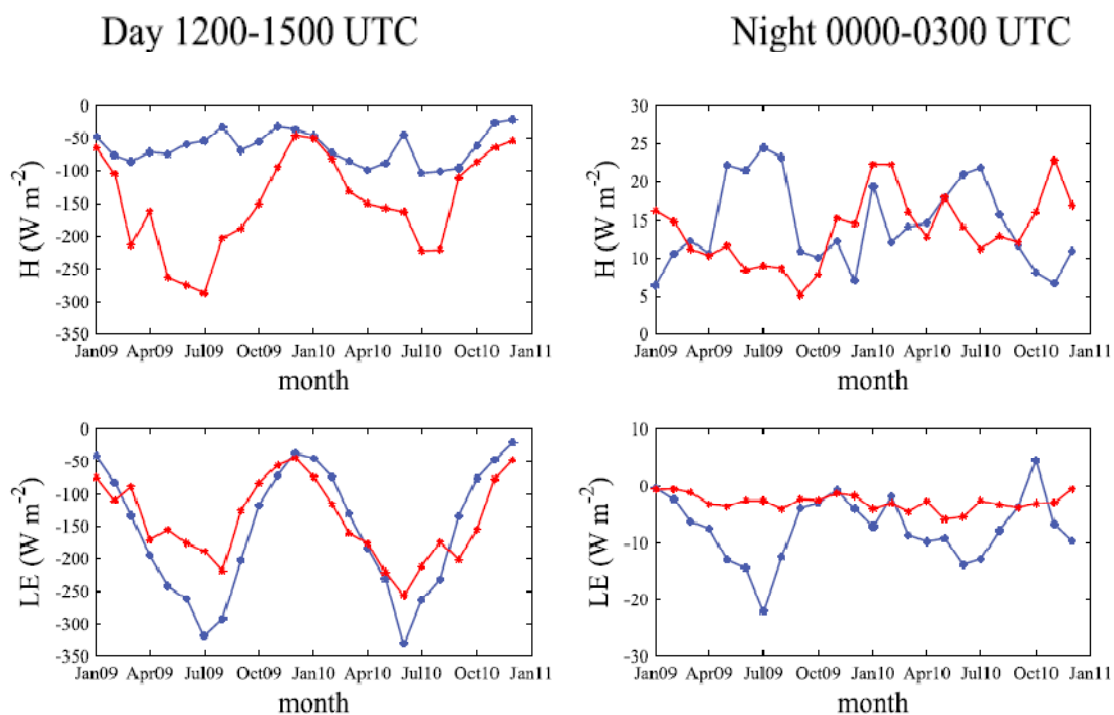 Day 1200-1500 UTC
Night 0000-0300 UTC
H (W m-2)
0
-50
-100
-150
-200
-250
-300
-350
Jan09 Apr09 Jul09 Oct09 Jan10 Apr10 Jul10 Oct10 Jan11
month
H (W m-2)
30
25
20
15
10
5
0
Jan09 Apr09 Jul09 Oct09 Jan10 Apr10 Jul10 Oct10 Jan11
month
LE (W m-2)
0
-50
-100
-150
-200
-250
-300
-350
Jan09 Apr09 Jul09 Oct09 Jan10 Apr10 Jul10 Oct10 Jan11
month
LE (W m-2)
10
0
-10
-20
-30
Jan09 Apr09 Jul09 Oct09 Jan10 Apr10 Jul10 Oct10 Jan11
month